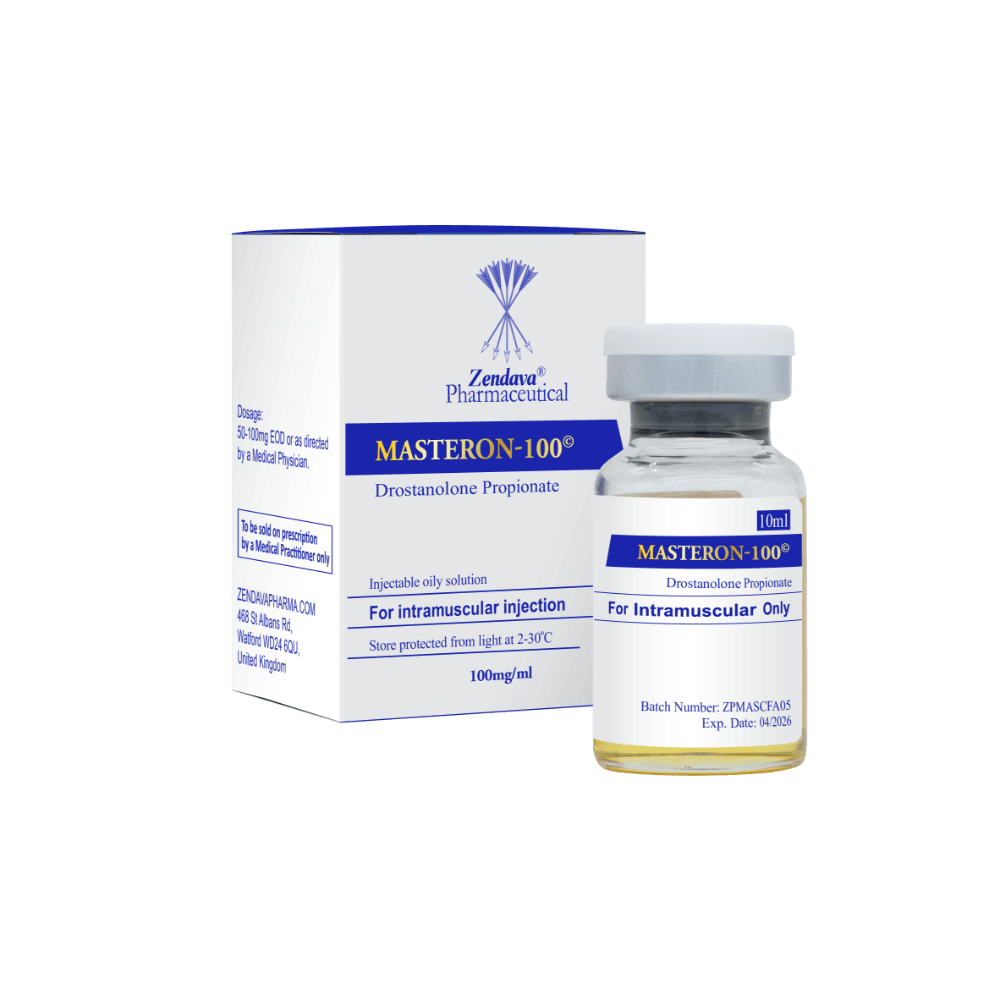 Zendava®
Pharmaceutical
MASTERON-100©
Drostanolone Propionate
Injectable oily solution
For intramuscular injection
Store protected from light at 2-30°C
100mg/ml
Dosage:
50-100mg EOD or as directed
by a Medical Physician.
To be sold on prescription
by a Medical Practitioner only
ZENDAVAPHARMA.COM
468 St Albans Rd,
Watford WD24 6QU,
United Kingdom
10ml
MASTERON-100©
Drostanolone Propionate
For Intramuscular Only
Batch Number: ZPMASCFA05
Exp. Date: 04/2026